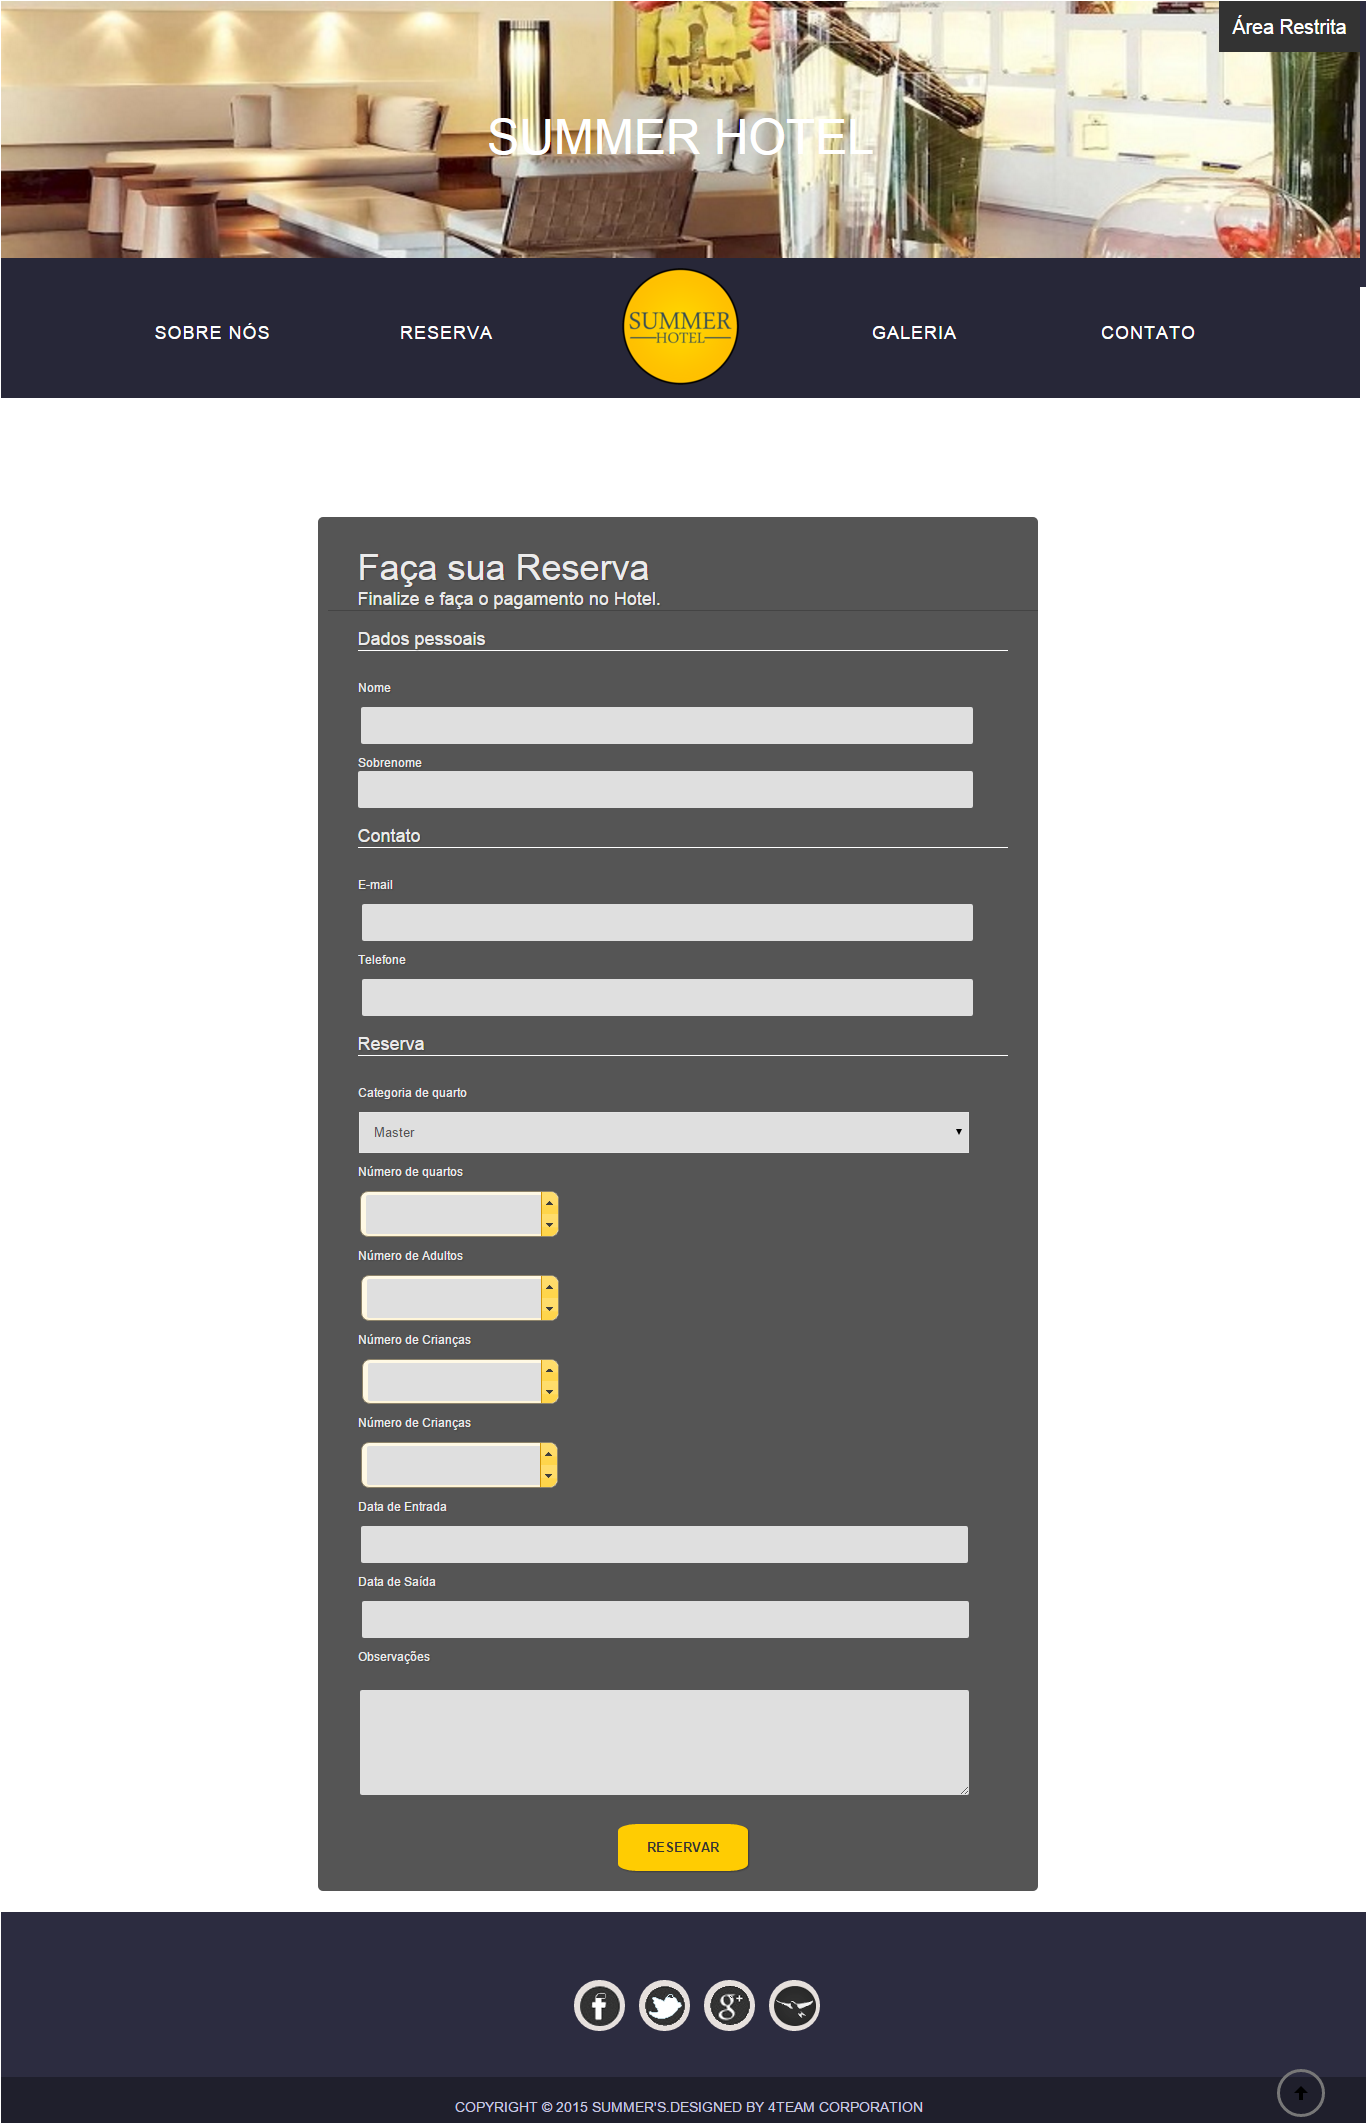 Área Restrita
SUMMER HOTEL
SOBRE NÓS
RESERVA
SUMMER
HOTEL
GALERIA
CONTATO
Faça sua Reserva
Finalize e faça o pagamento no Hotel.
Dados pessoais
Nome
Sobrenome
Contato
E-mail
Telefone
Reserva
Categoria de quarto
Master
Número de quartos
Número de Adultos
Número de Crianças
Número de Crianças
Data de Entrada
Data de Saída
Observações
RESERVAR
COPYRIGHT © 2015 SUMMER'S.DESIGNED BY 4TEAM CORPORATION